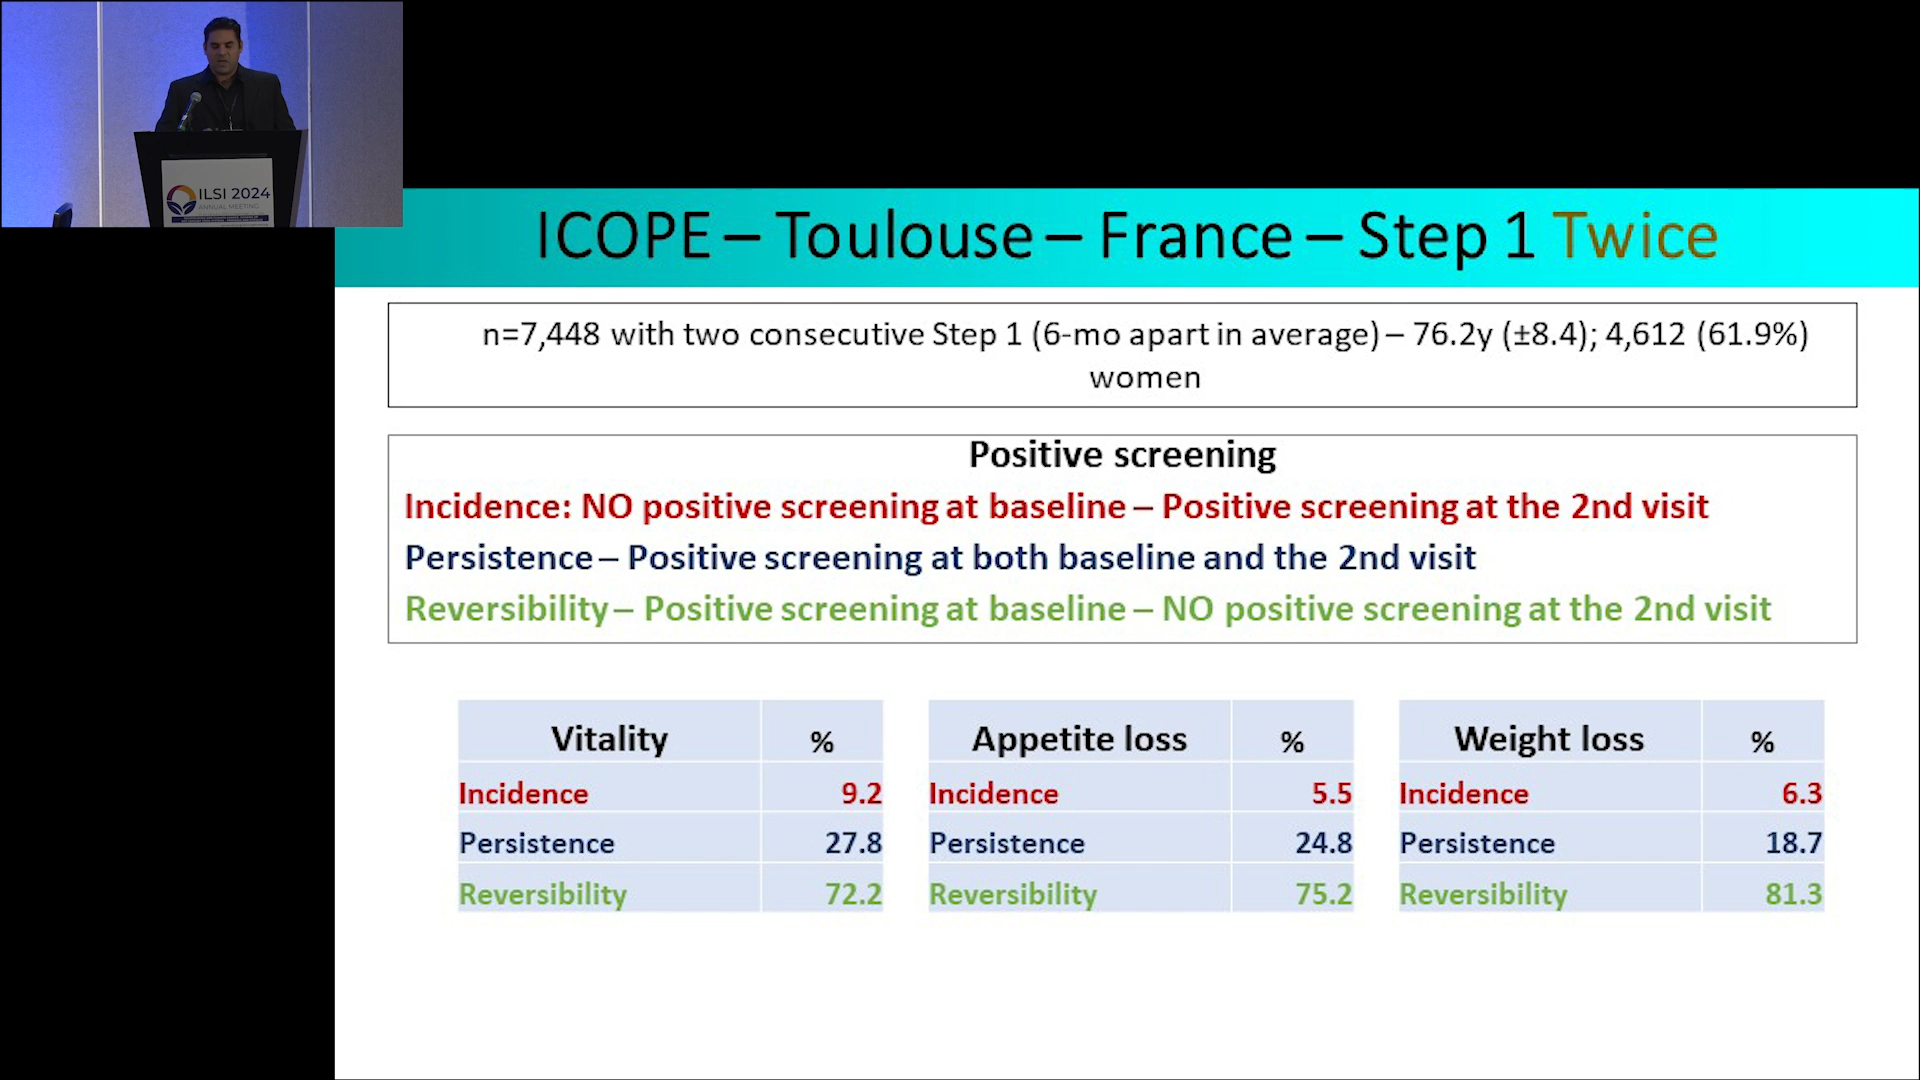 ILSI 2024
ANNUAL MEETING
ICOPE – Toulouse – France – Step 1 Twice
n=7,448 with two consecutive Step 1 (6-mo apart in average) – 76.2y (±8.4); 4,612 (61.9%)
women
Positive screening
Incidence: NO positive screening at baseline – Positive screening at the 2nd visit
Persistence – Positive screening at both baseline and the 2nd visit
Reversibility – Positive screening at baseline – NO positive screening at the 2nd visit
Vitality %
Incidence 9.2
Persistence 27.8
Reversibility 72.2
Appetite loss %
Incidence 5.5
Persistence 24.8
Reversibility 75.2
Weight loss %
Incidence 6.3
Persistence 18.7
Reversibility 81.3